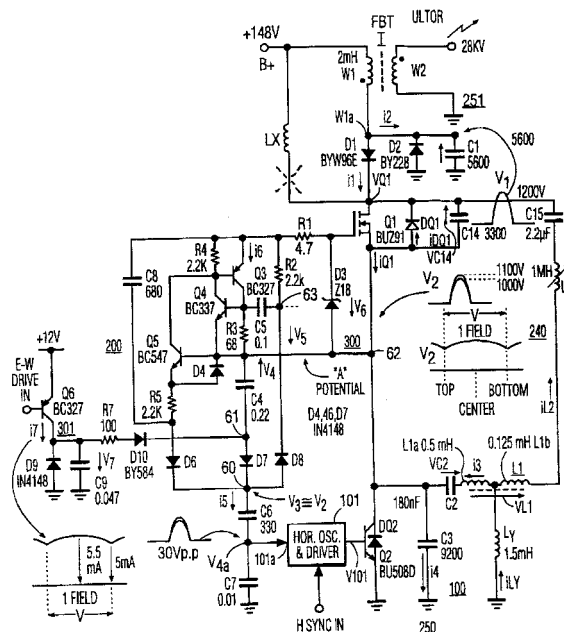 FBT
ULTOR
+148V
B+
2mH
W1
W2
28KV
251
LX
W1a
i2
D1
BYW96E
D2
BY228
C1
5600
5600
i1
VQ1
V1
1200V
R1
4.7
Q1
BUZ91
DQ1
iDQ1
C14
VC14
3300
C15
2.2µF
R4
2.2K
i6
Q3
BC327
R2
2.2K
D3
Z18
iQ1
V2
1100V
1000V
1MH
C8
680
Q4
BC337
63
V6
C5
0.1
R3
68
V5
V
1 FIELD
240
+12V
200
Q5
BC547
300
62
V2
E-W
DRIVE
IN
D4
V4
"A"
POTENTIAL
TOP
BOTTOM
CENTER
Q6
BC327
R5
2.2K
C4
0.22
D4,46,D7
IN4148
iL2
i7
301
R7
100
61
L1a 0.5 mH
0.125 mH L1b
V7
D10
BY584
D6
D7
D8
VC2
i3
L1
D9
IN4148
C9
0.047
60
V3≅V2
180nF
C2
VL1
i5
C6
330
101
HOR. OSC.
& DRIVER
DQ2
C3
9200
LY
1.5mH
5.5
mA
5mA
30Vp.p
V4a
101a
V101
Q2
BU508D
i4
100
iLY
1 FIELD
V
C7
0.01
H SYNC IN
250